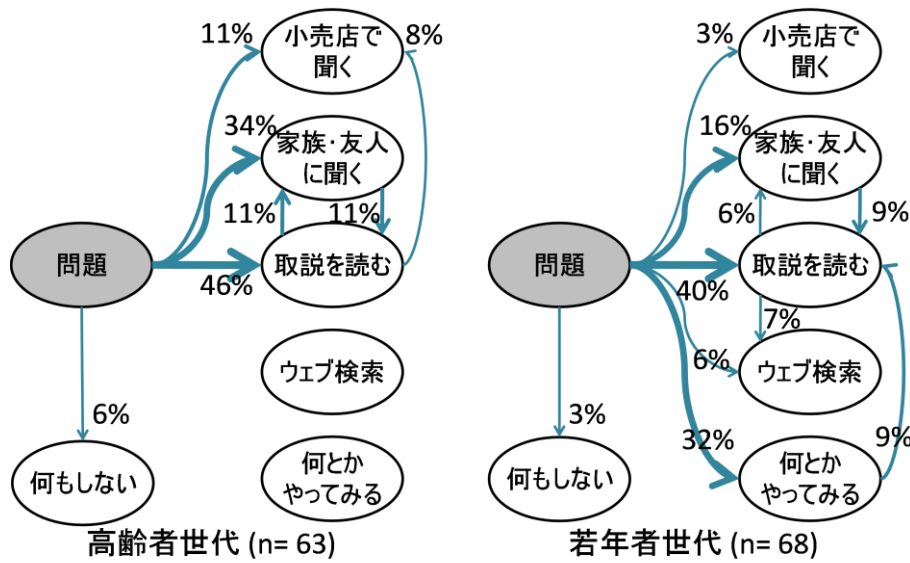 11%
小売店で
聞く
8%
34%
家族・友人
に聞く
11%
11%
問題
取説を読む
46%
ウェブ検索
6%
何もしない
何とか
やってみる
高齢者世代 (n= 63)
3%
小売店で
聞く
16%
家族・友人
に聞く
6%
9%
問題
取説を読む
40%
7%
6%
ウェブ検索
3%
32%
9%
何もしない
何とか
やってみる
若年者世代 (n= 68)